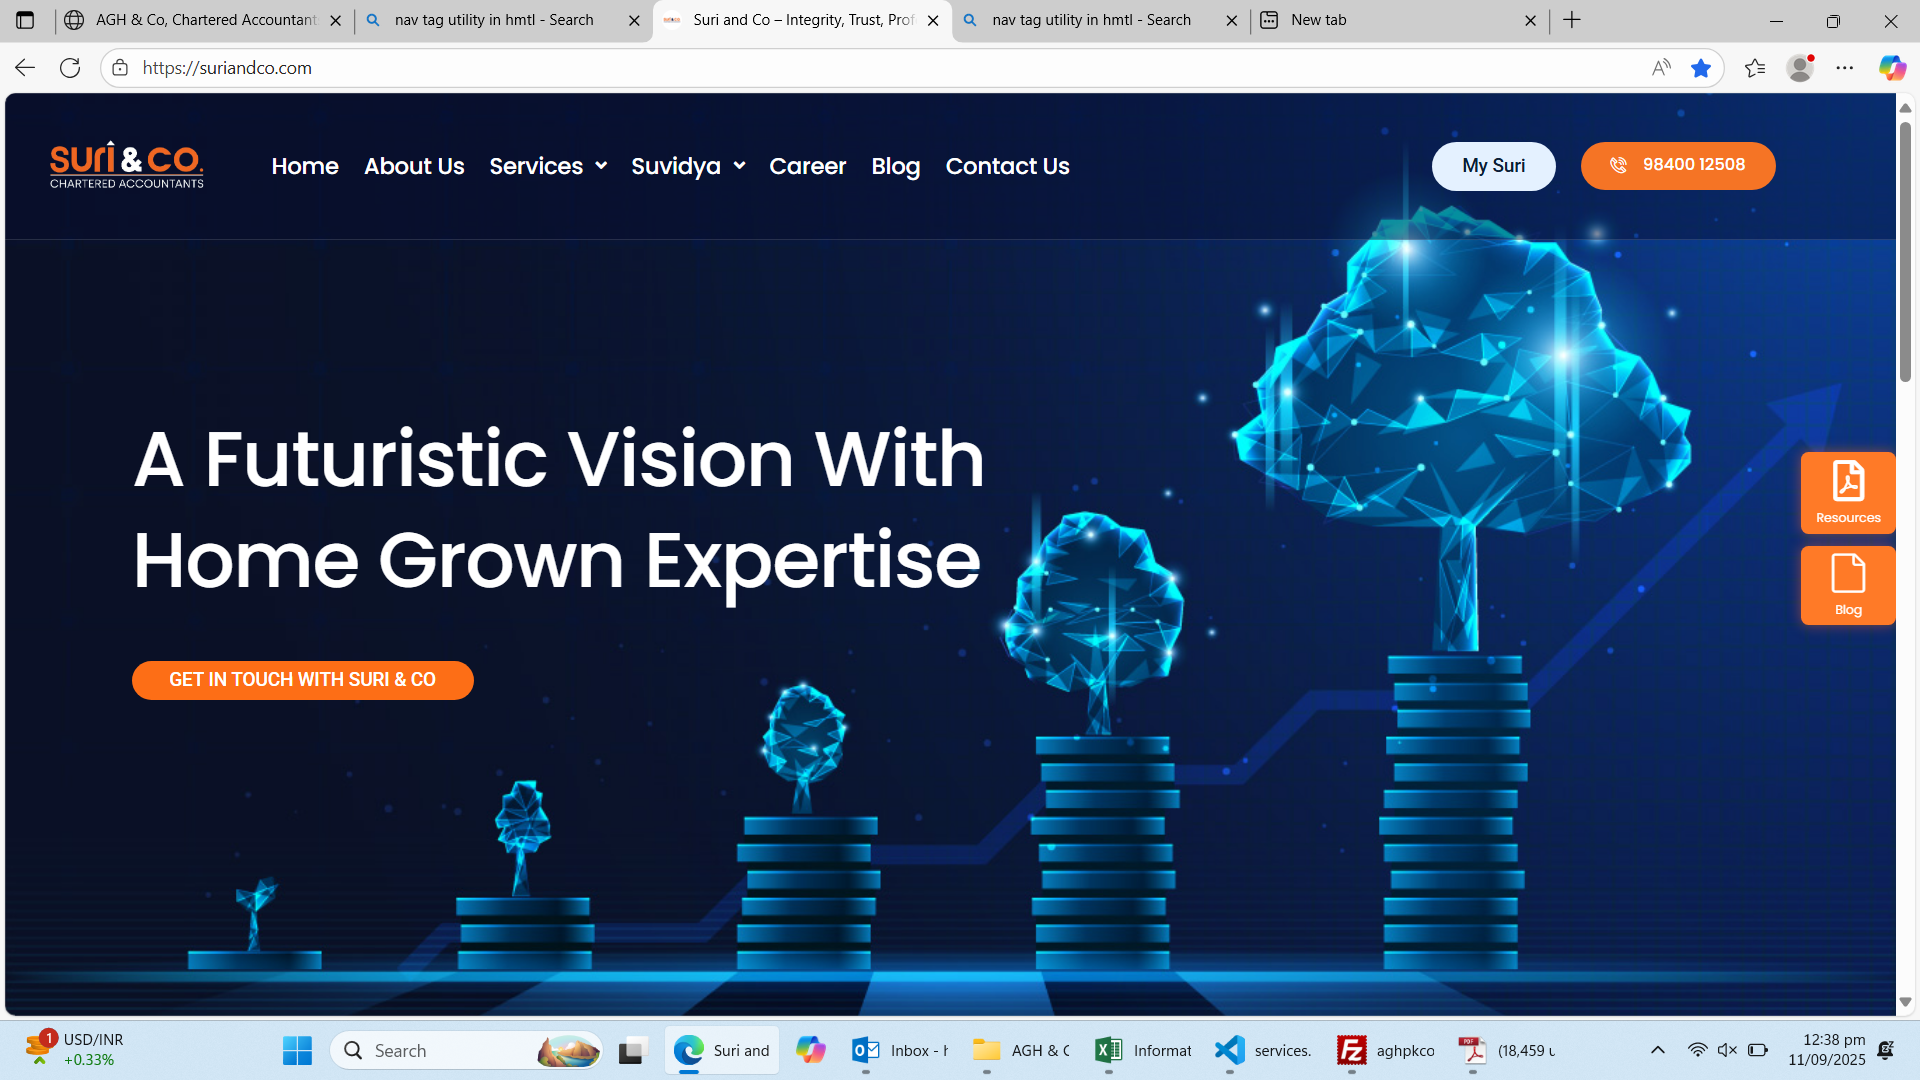 AGH & Co, Chartered Accountant
nav tag utility in hmtl - Search
Suri and Co – Integrity, Trust, Prof
nav tag utility in hmtl - Search
New tab
https://suriandco.com
suri & CO.
CHARTERED ACCOUNTANTS
Home
About Us
Services
Suvidya
Career
Blog
Contact Us
My Suri
98400 12508
A Futuristic Vision With
Home Grown Expertise
GET IN TOUCH WITH SURI & CO
Resources
Blog
1
USD/INR
+0.33%
Search
Suri and
Inbox - h
AGH & C
Informat
services.
aghpkco
(18,459 u
12:38 pm
11/09/2025